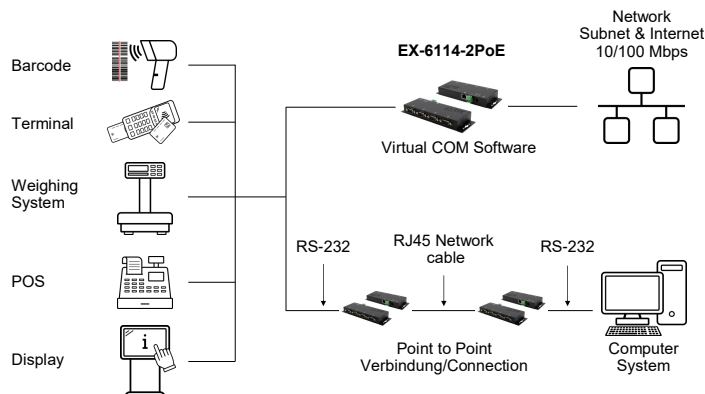 Network
Subnet & Internet
10/100 Mbps
EX-6114-2PoE
Barcode
Terminal
Virtual COM Software
Weighing
System
RS-232
RJ45 Network
cable
RS-232
POS
i
Display
Point to Point
Verbindung/Connection
Computer
System